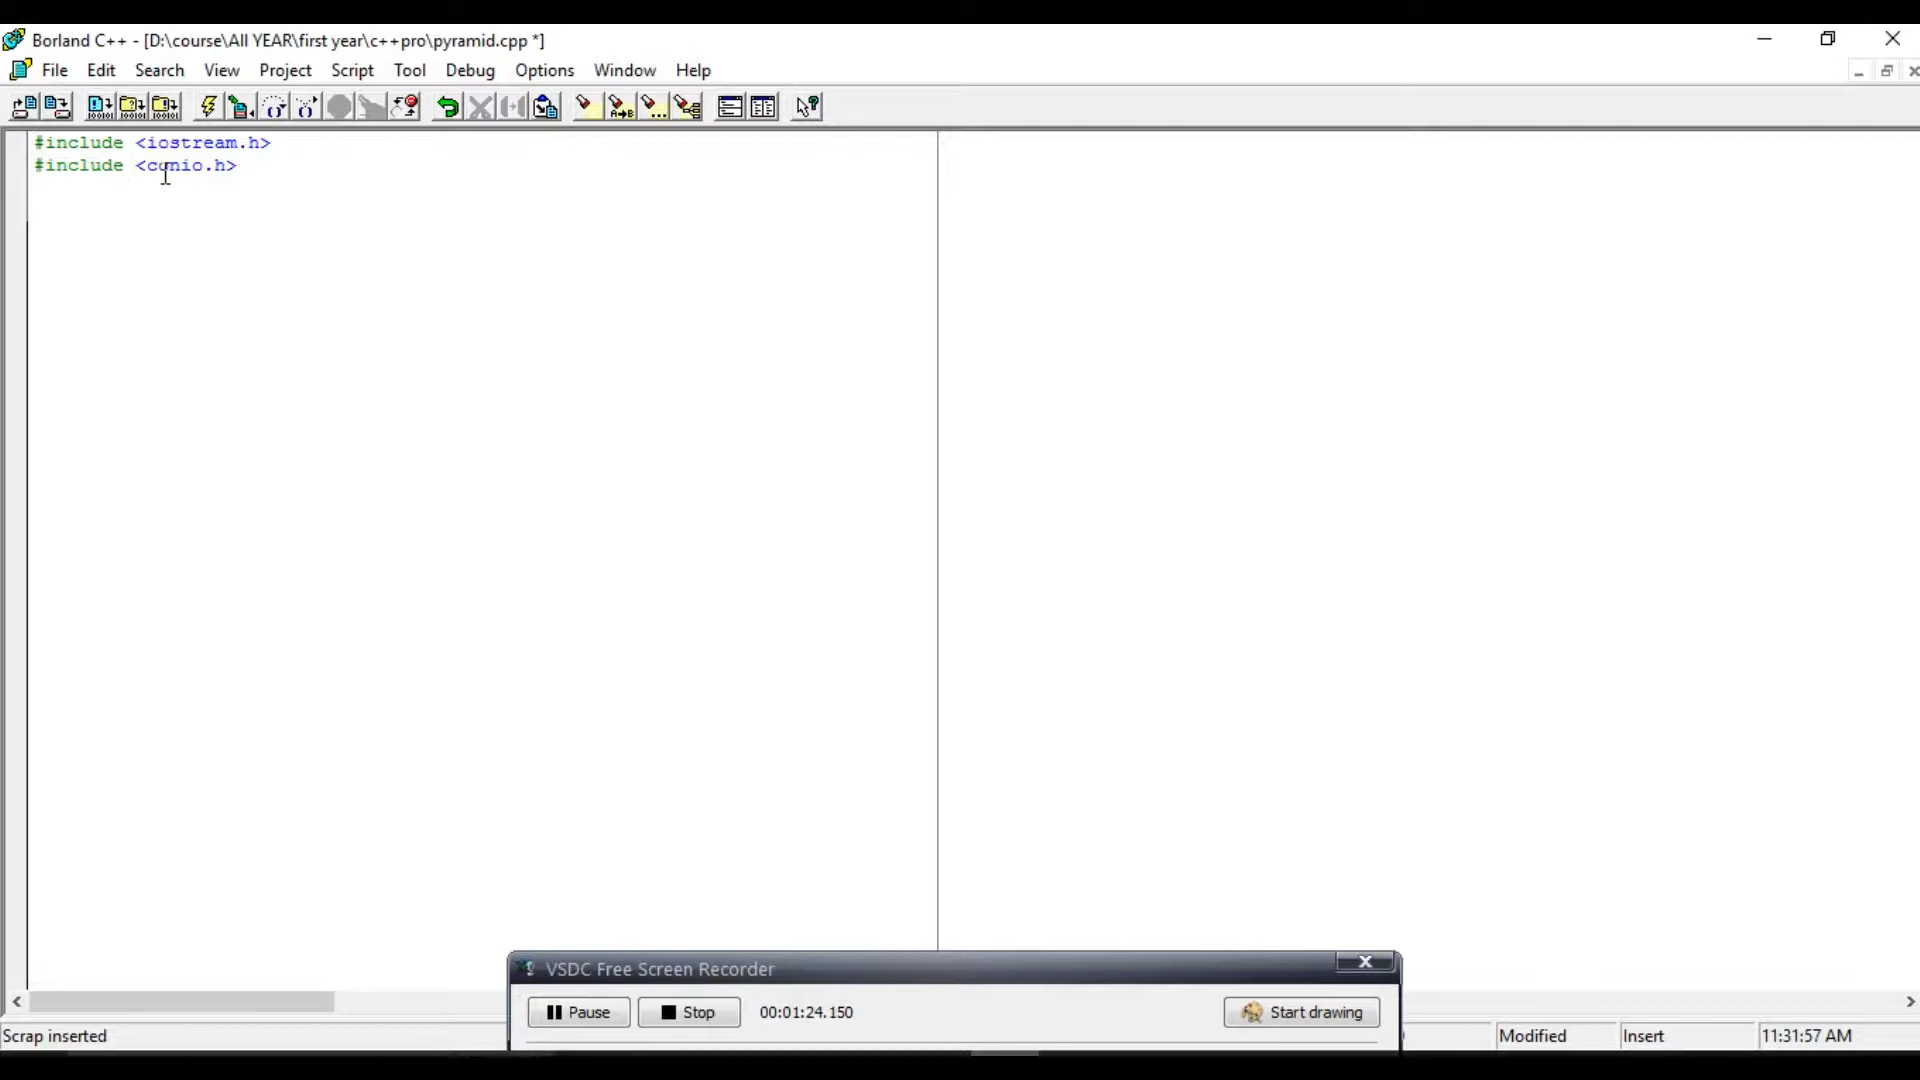 Borland C++ - [D:\course\All YEAR\first year\c++pro\pyramid.cpp *]
File Edit Search View Project Script Tool Debug Options Window Help
#include <iostream.h>
#include <conio.h>
VSDC Free Screen Recorder
Pause Stop 00:01:24.150 Start drawing
Scrap inserted Modified Insert 11:31:57 AM